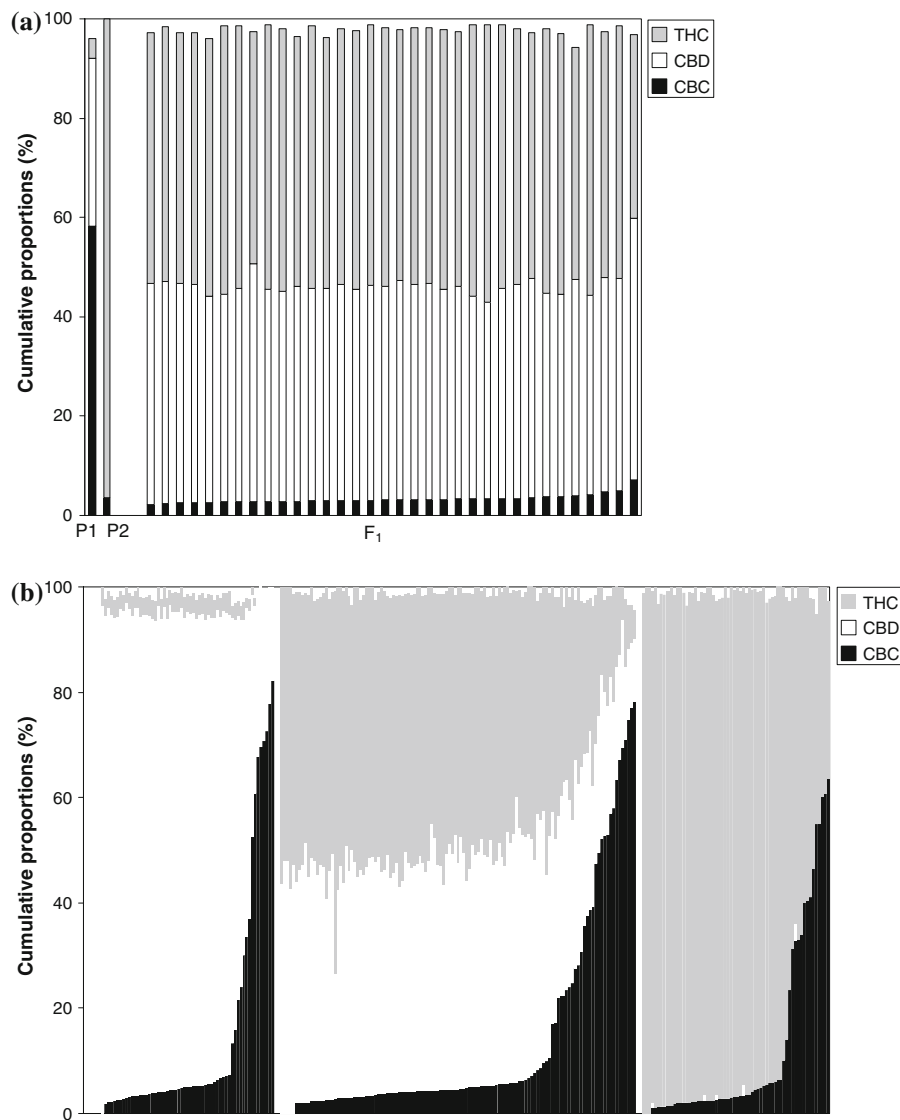 (a)
100
80
60
40
20
0
Cumulative proportions (%)
P1 P2 F1
THC
CBD
CBC
(b)
100
80
60
40
20
0
Cumulative proportions (%)
THC
CBD
CBC